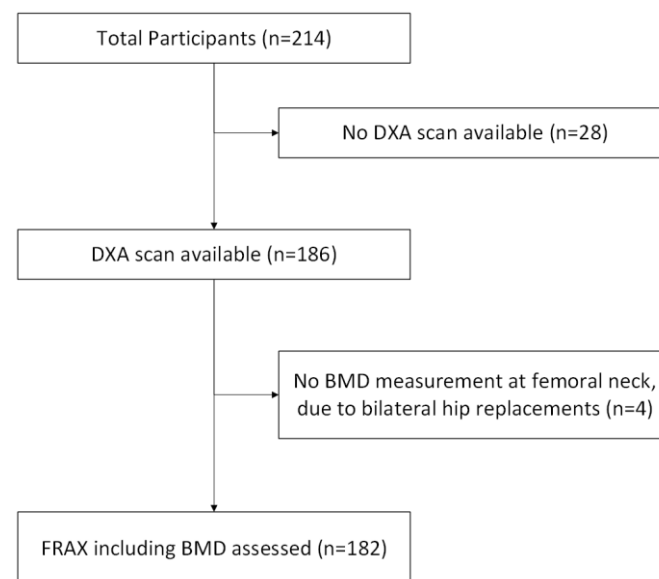 Total Participants (n=214)
No DXA scan available (n=28)
DXA scan available (n=186)
No BMD measurement at femoral neck,
due to bilateral hip replacements (n=4)
FRAX including BMD assessed (n=182)